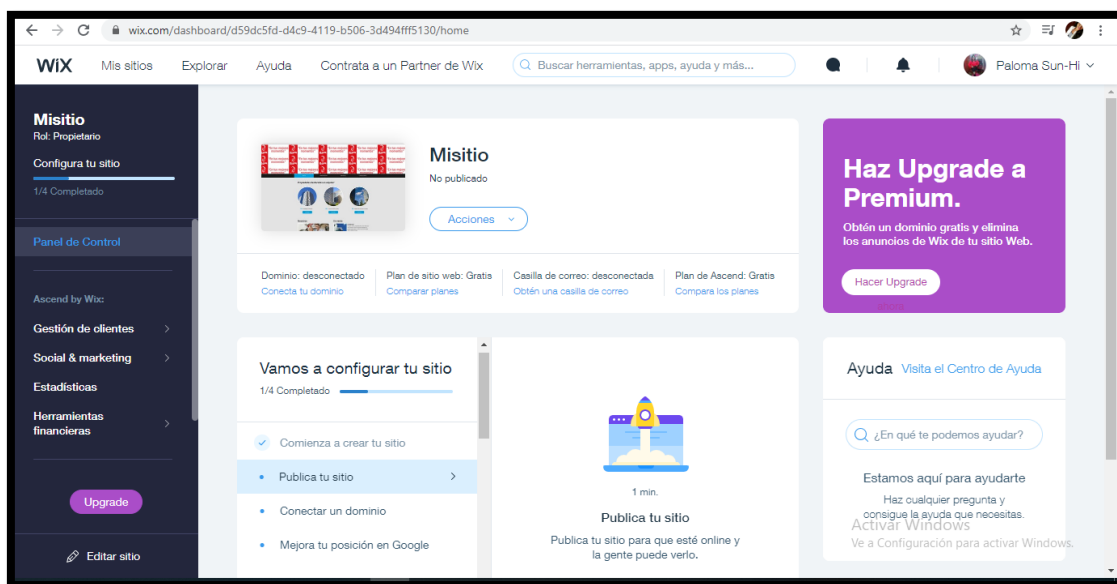 wix.com/dashboard/d59dc5fd-d4c9-4119-b506-3d494fff5130/home
WiX Mis sitios Explorar Ayuda Contrata a un Partner de Wix Buscar herramientas, apps, ayuda y más... Paloma Sun-Hi
Misitio
Rol: Propietario
Configura tu sitio
1/4 Completado
Panel de Control
Ascend by Wix:
Gestión de clientes
Social & marketing
Estadísticas
Herramientas
financieras
Upgrade
Editar sitio
Misitio
No publicado
Acciones
Dominio: desconectado
Conecta tu dominio
Plan de sitio web: Gratis
Comparar planes
Casilla de correo: desconectada
Obtén una casilla de correo
Plan de Ascend: Gratis
Compara los planes
Haz Upgrade a
Premium.
Obtén un dominio gratis y elimina
los anuncios de Wix de tu sitio Web.
Hacer Upgrade
Vamos a configurar tu sitio
1/4 Completado
Comienza a crear tu sitio
Publica tu sitio
Conectar un dominio
Mejora tu posición en Google
1 min.
Publica tu sitio
Publica tu sitio para que esté online y
la gente puede verlo.
Ayuda Visita el Centro de Ayuda
¿En qué te podemos ayudar?
Estamos aquí para ayudarte
Haz cualquier pregunta y
consigue la ayuda que necesitas.
Activar Windows
Ve a Configuración para activar Windows.